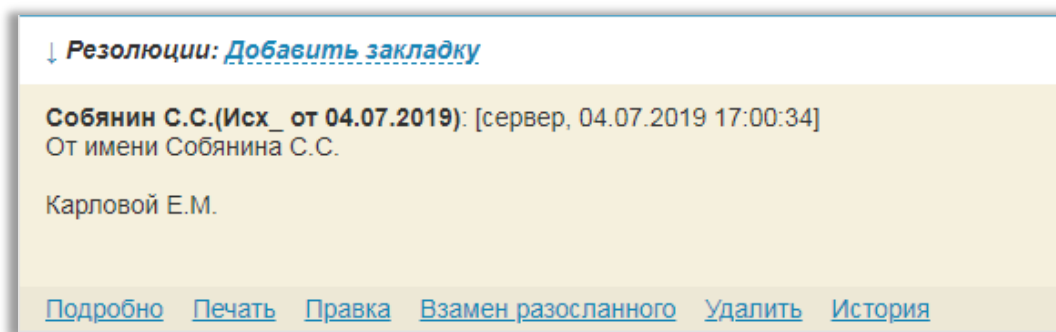 ↓ Резолюции: Добавить закладку
Собянин С.С.(Исх_ от 04.07.2019): [сервер, 04.07.2019 17:00:34]
От имени Собянина С.С.
Карловой Е.М.
Подробно Печать Правка Взамен разосланного Удалить История